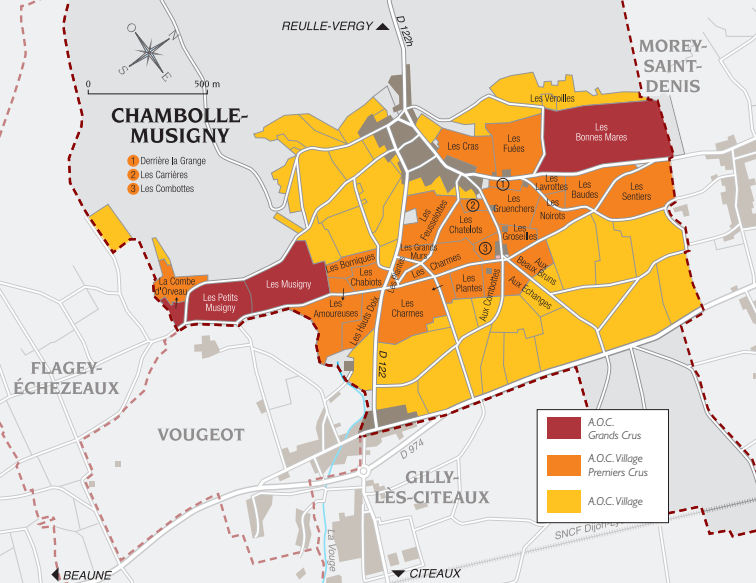 REULLE-VERGY
D 122h
MOREY-
SAINT-
DENIS
O
N
S
E
0
500 m
CHAMBOLLE-
MUSIGNY
1 Derrière la Grange
2 Les Carrières
3 Les Combottes
Les Véroilles
Les
Bonnes Mares
Les Cras
Les
Fuées
1
Les
Lavrottes
Les
Baudes
Les
Sentiers
2
Les
Gruenchers
Les
Noirots
Les
Feusselottes
Les
Chatelots
Les
Groseilles
3
Les Grands
Murs
Les Charmes
Aux
Beaux Bruns
Les Borniques
Les
Chabiots
Les
Plantes
Aux Combottes
Aux Echanges
La Combe
d'Orveau
Les Petits
Musigny
Les Musigny
Les
Amoureuses
Les Hauts Doix
Les
Charmes
D 122
FLAGEY-
ÉCHEZEAUX
VOUGEOT
D 974
GILLY-
LÈS-CITEAUX
La Vouge
A.O.C.
Grands Crus
A.O.C. Village
Premiers Crus
A.O.C. Village
SNCF Dijon-
BEAUNE
CITEAUX